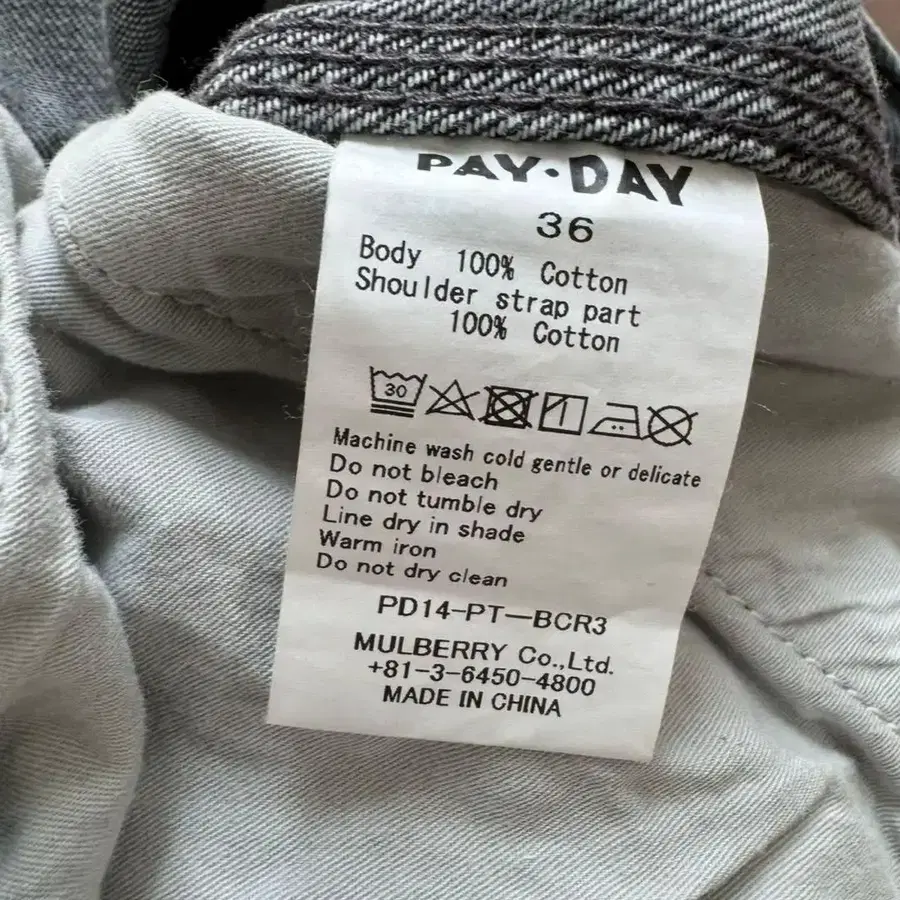 PAY·DAY
36
Body 100% Cotton
Shoulder strap part
100% Cotton
30
Machine wash cold gentle or delicate
Do not bleach
Do not tumble dry
Line dry in shade
Warm iron
Do not dry clean
PD14-PT—BCR3
MULBERRY Co.,Ltd.
+81-3-6450-4800
MADE IN CHINA